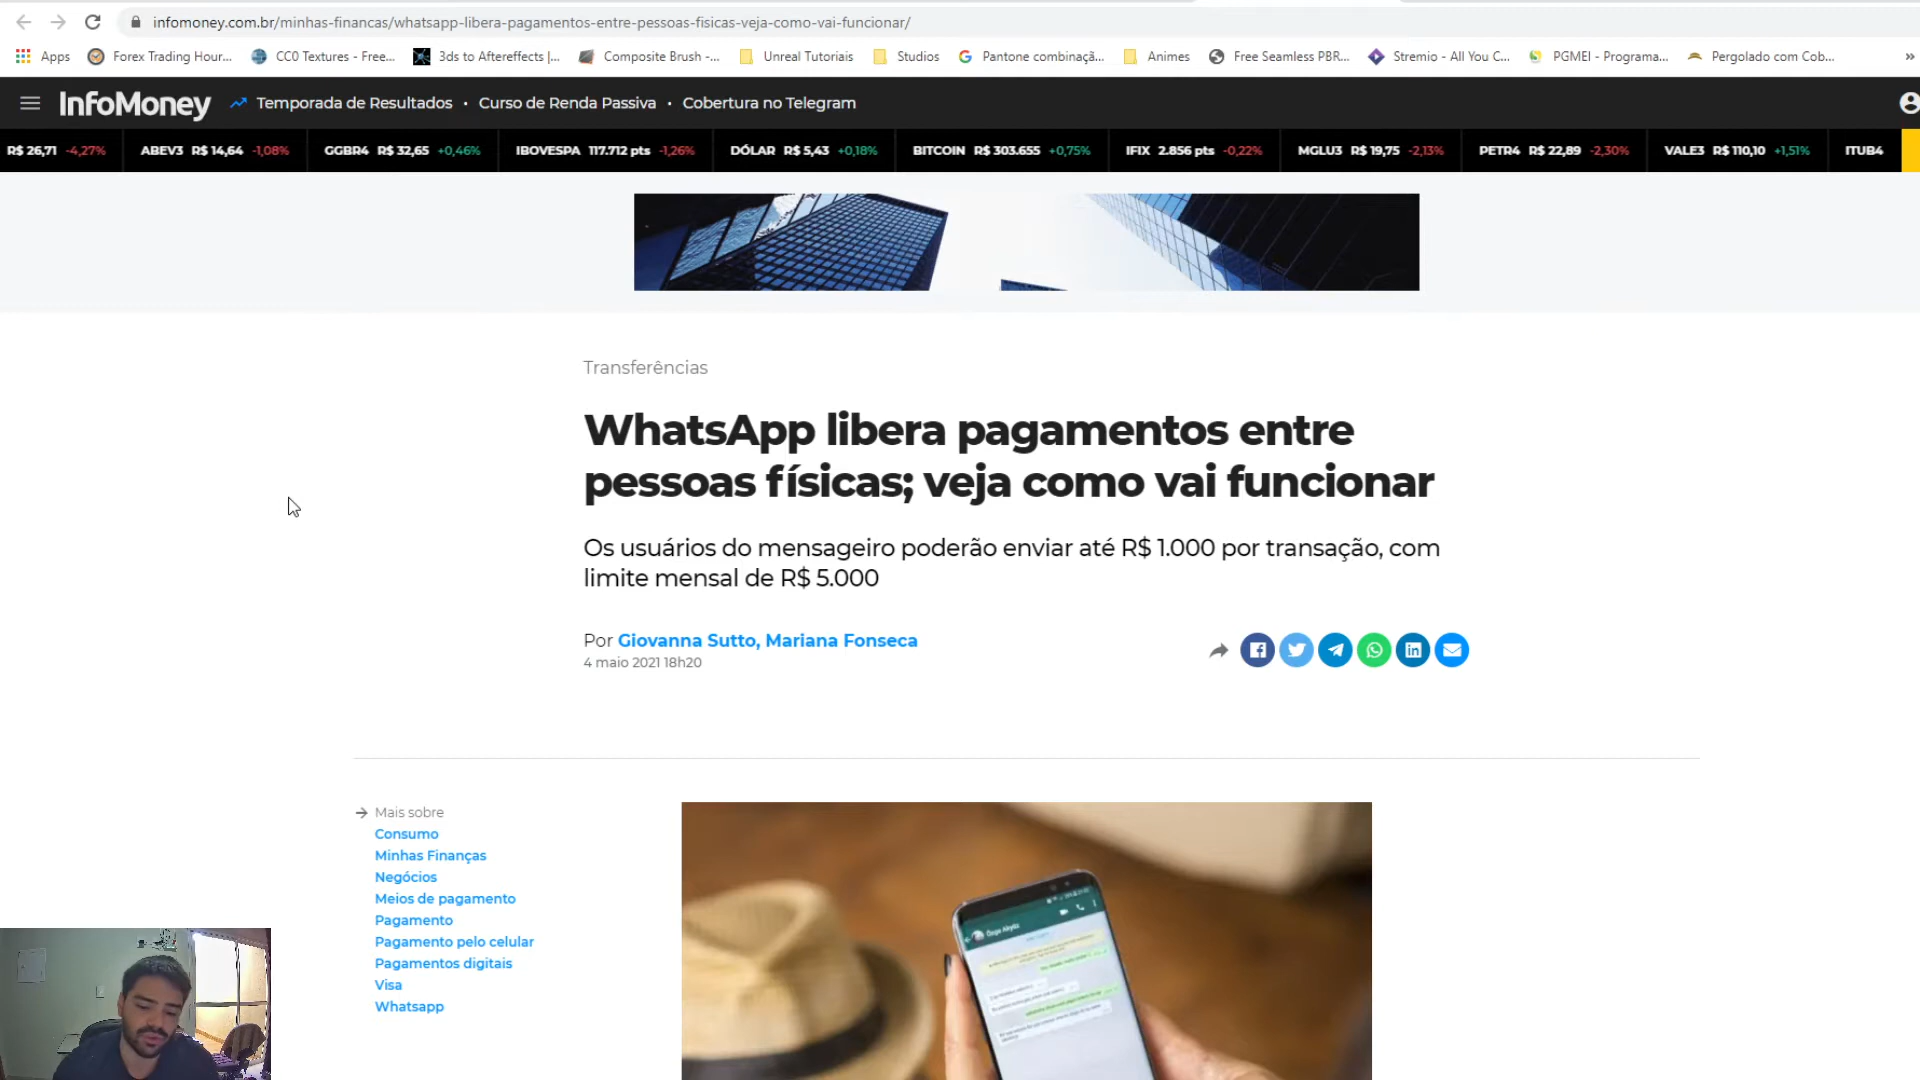 infomoney.com.br/minhas-financas/whatsapp-libera-pagamentos-entre-pessoas-fisicas-veja-como-vai-funcionar/
Apps Forex Trading Hour... CC0 Textures - Free... 3ds to Aftereffects |... Composite Brush -... Unreal Tutoriais Studios Pantone combinaçã... Animes Free Seamless PBR... Stremio - All You C... PGMEI - Programa... Pergolado com Cob... »
InfoMoney Temporada de Resultados • Curso de Renda Passiva • Cobertura no Telegram
R$ 26,71 -4,27% ABEV3 R$ 14,64 -1,08% GGBR4 R$ 32,65 +0,46% IBOVESPA 117.712 pts -1,26% DÓLAR R$ 5,43 +0,18% BITCOIN R$ 303.655 +0,75% IFIX 2.856 pts -0,22% MGLU3 R$ 19,75 -2,13% PETR4 R$ 22,89 -2,30% VALE3 R$ 110,10 +1,51% ITUB4
Transferências
WhatsApp libera pagamentos entre
pessoas físicas; veja como vai funcionar
Os usuários do mensageiro poderão enviar até R$ 1.000 por transação, com
limite mensal de R$ 5.000
Por Giovanna Sutto, Mariana Fonseca
4 maio 2021 18h20
Mais sobre
Consumo
Minhas Finanças
Negócios
Meios de pagamento
Pagamento
Pagamento pelo celular
Pagamentos digitais
Visa
Whatsapp